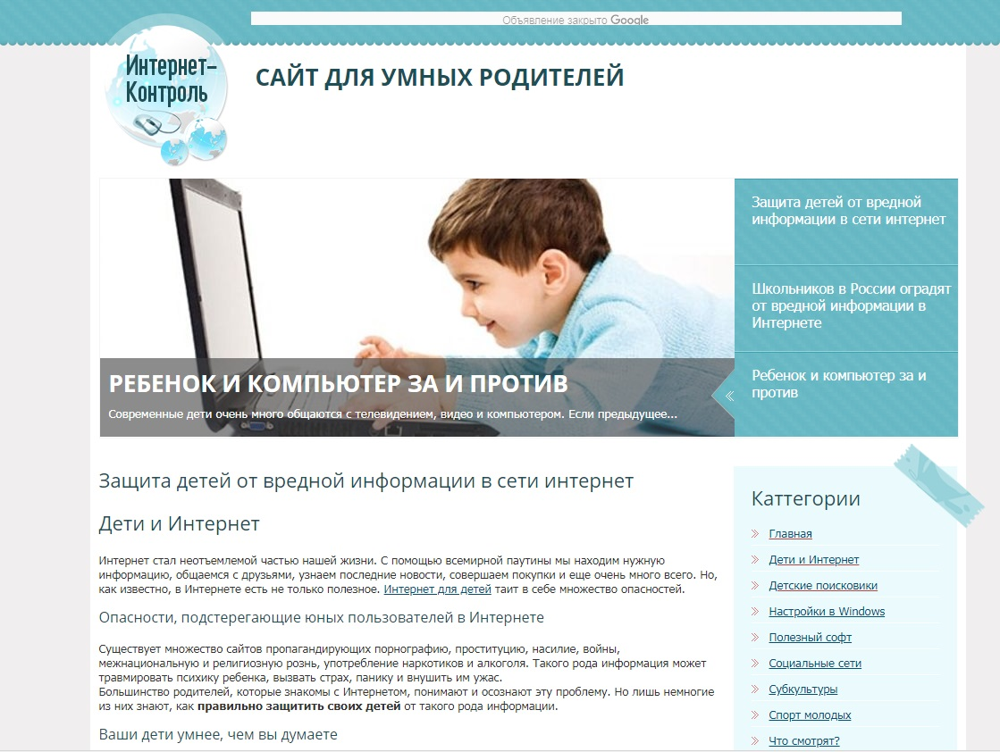 Объявление закрыто Google
Интернет-
Контроль
САЙТ ДЛЯ УМНЫХ РОДИТЕЛЕЙ
РЕБЕНОК И КОМПЬЮТЕР ЗА И ПРОТИВ
Современные дети очень много общаются с телевидением, видео и компьютером. Если предыдущее...
Защита детей от вредной
информации в сети интернет
Школьников в России оградят
от вредной информации в
Интернете
Ребенок и компьютер за и
против
Защита детей от вредной информации в сети интернет
Дети и Интернет
Интернет стал неотъемлемой частью нашей жизни. С помощью всемирной паутины мы находим нужную
информацию, общаемся с друзьями, узнаем последние новости, совершаем покупки и еще очень много всего. Но,
как известно, в Интернете есть не только полезное. Интернет для детей таит в себе множество опасностей.
Опасности, подстерегающие юных пользователей в Интернете
Существует множество сайтов пропагандирующих порнографию, проституцию, насилие, войны,
межнациональную и религиозную рознь, употребление наркотиков и алкоголя. Такого рода информация может
травмировать психику ребенка, вызвать страх, панику и внушить им ужас.
Большинство родителей, которые знакомы с Интернетом, понимают и осознают эту проблему. Но лишь немногие
из них знают, как правильно защитить своих детей от такого рода информации.
Ваши дети умнее, чем вы думаете
Каттегории
Главная
Дети и Интернет
Детские поисковики
Настройки в Windows
Полезный софт
Социальные сети
Субкультуры
Спорт молодых
Что смотрят?